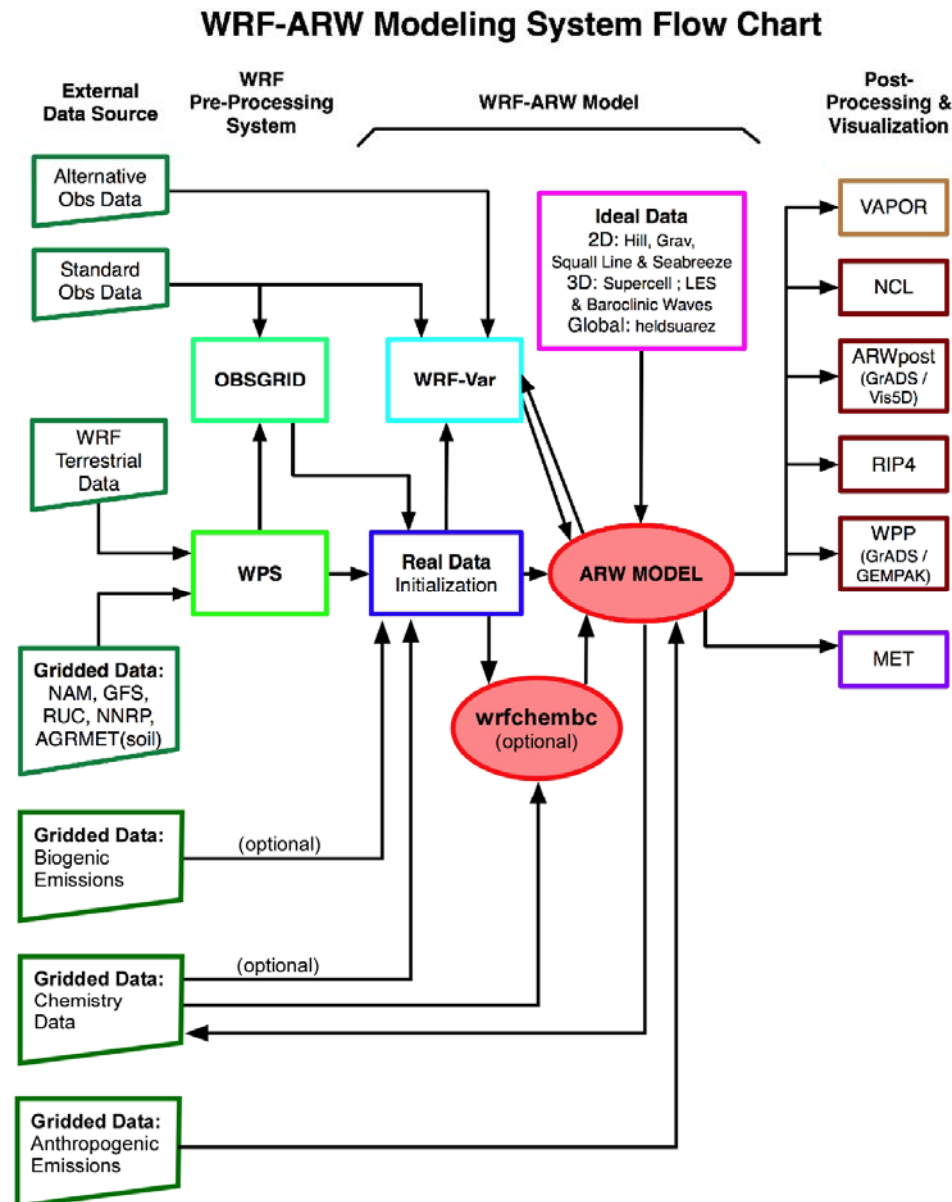 WRF-ARW Modeling System Flow Chart
External
Data Source
WRF
Pre-Processing
System
WRF-ARW Model
Post-
Processing &
Visualization
Alternative
Obs Data
Standard
Obs Data
OBSGRID
WRF-Var
Ideal Data
2D: Hill, Grav,
Squall Line & Seabreeze
3D: Supercell ; LES
& Baroclinic Waves
Global: heldsuarez
VAPOR
NCL
ARWpost
(GrADS /
Vis5D)
RIP4
WPP
(GrADS /
GEMPAK)
MET
WRF
Terrestrial
Data
WPS
Real Data
Initialization
ARW MODEL
Gridded Data:
NAM, GFS,
RUC, NNRP,
AGRMET(soil)
wrfchembc
(optional)
Gridded Data:
Biogenic
Emissions
(optional)
Gridded Data:
Chemistry
Data
(optional)
Gridded Data:
Anthropogenic
Emissions